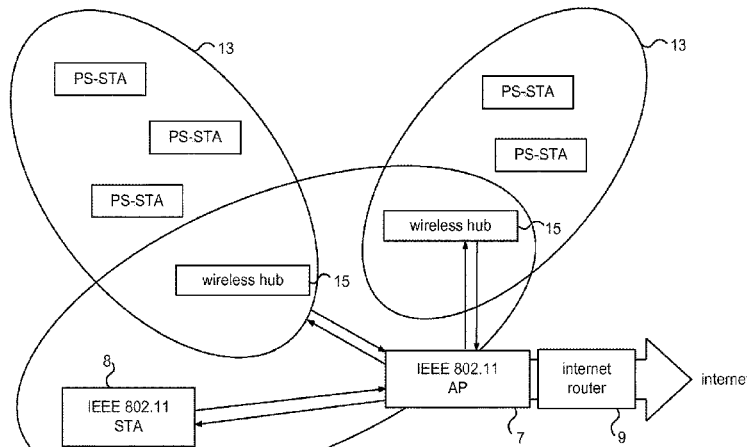 13
13
PS-STA
PS-STA
PS-STA
PS-STA
PS-STA
wireless hub
15
wireless hub
15
8
IEEE 802.11
STA
IEEE 802.11
AP
internet
router
internet
7
9